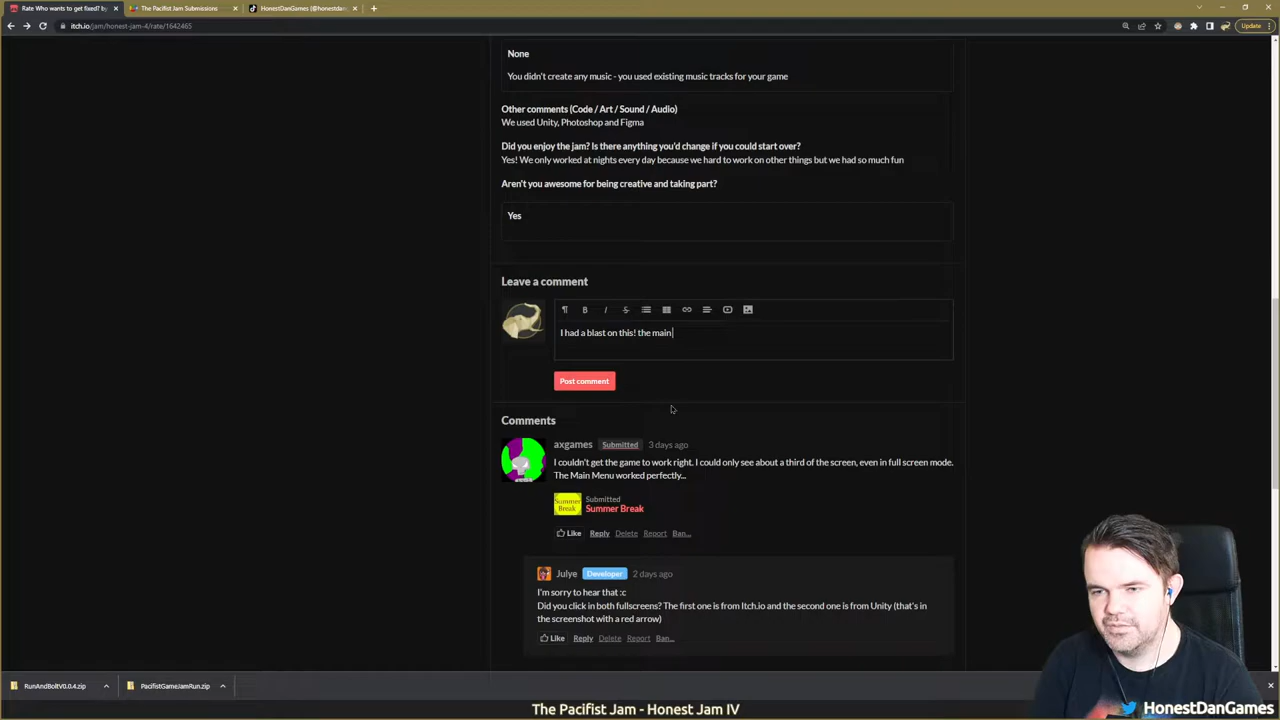 Rate Who wants to get fixed? by
The Pacifist Jam Submissions
HonestDanGames (@honestd
itch.io/jam/honest-jam-4/rate/1642465
Update
None
You didn't create any music - you used existing music tracks for your game
Other comments (Code / Art / Sound / Audio)
We used Unity, Photoshop and Figma
Did you enjoy the jam? Is there anything you'd change if you could start over?
Yes! We only worked at nights every day because we hard to work on other things but we had so much fun
Aren't you awesome for being creative and taking part?
Yes
Leave a comment
I had a blast on this! the main
Post comment
Comments
axgames Submitted 3 days ago
I couldn't get the game to work right. I could only see about a third of the screen, even in full screen mode.
The Main Menu worked perfectly...
Summer Break
Submitted
Summer Break
Like Reply Delete Report Ban...
Julye Developer 2 days ago
I'm sorry to hear that :c
Did you click in both fullscreens? The first one is from Itch.io and the second one is from Unity (that's in
the screenshot with a red arrow)
Like Reply Delete Report Ban...
RunAndBoltV0.0.4.zip
PacifistGameJamRun.zip
The Pacifist Jam - Honest Jam IV
HonestDanGames